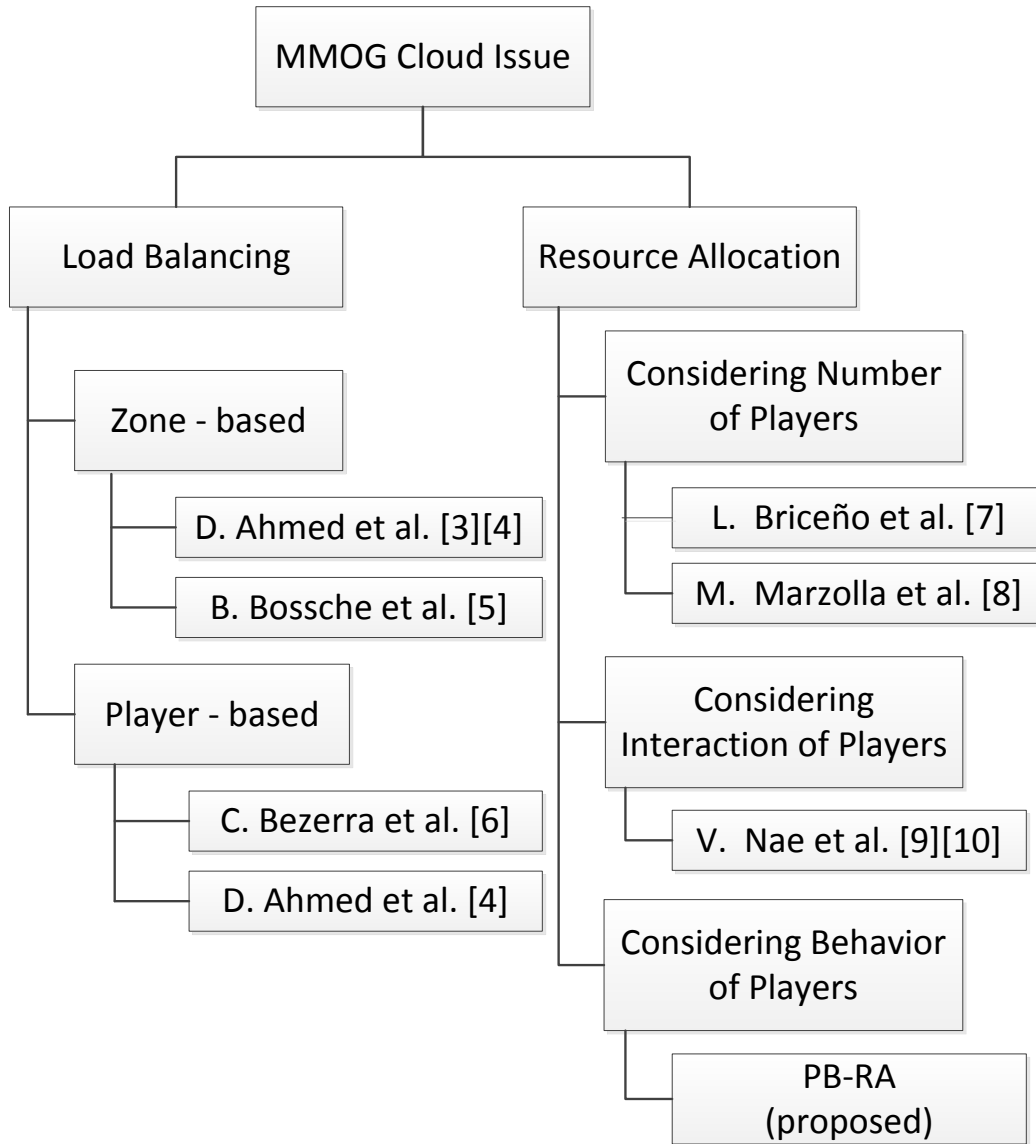 MMOG Cloud Issue
Load Balancing
Zone - based
D. Ahmed et al. [3][4]
B. Bossche et al. [5]
Player - based
C. Bezerra et al. [6]
D. Ahmed et al. [4]
Resource Allocation
Considering Number
of Players
L. Briceño et al. [7]
M. Marzolla et al. [8]
Considering
Interaction of Players
V. Nae et al. [9][10]
Considering Behavior
of Players
PB-RA
(proposed)